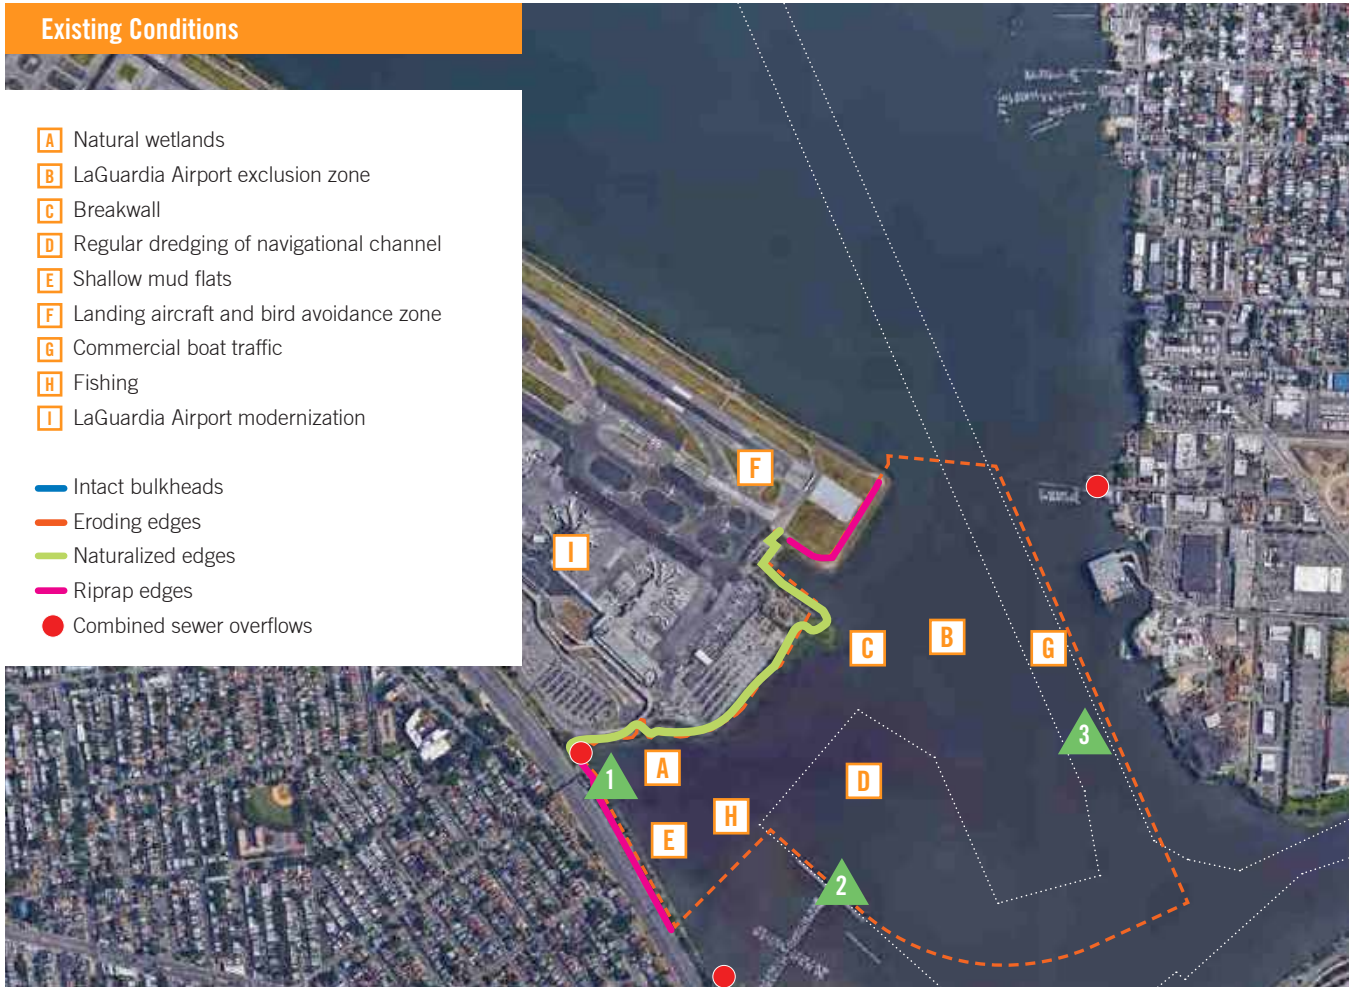 Existing Conditions
A Natural wetlands
B LaGuardia Airport exclusion zone
C Breakwall
D Regular dredging of navigational channel
E Shallow mud flats
F Landing aircraft and bird avoidance zone
G Commercial boat traffic
H Fishing
I LaGuardia Airport modernization
Intact bulkheads
Eroding edges
Naturalized edges
Riprap edges
Combined sewer overflows
F
I
C
B
G
3
A
1
D
H
E
2